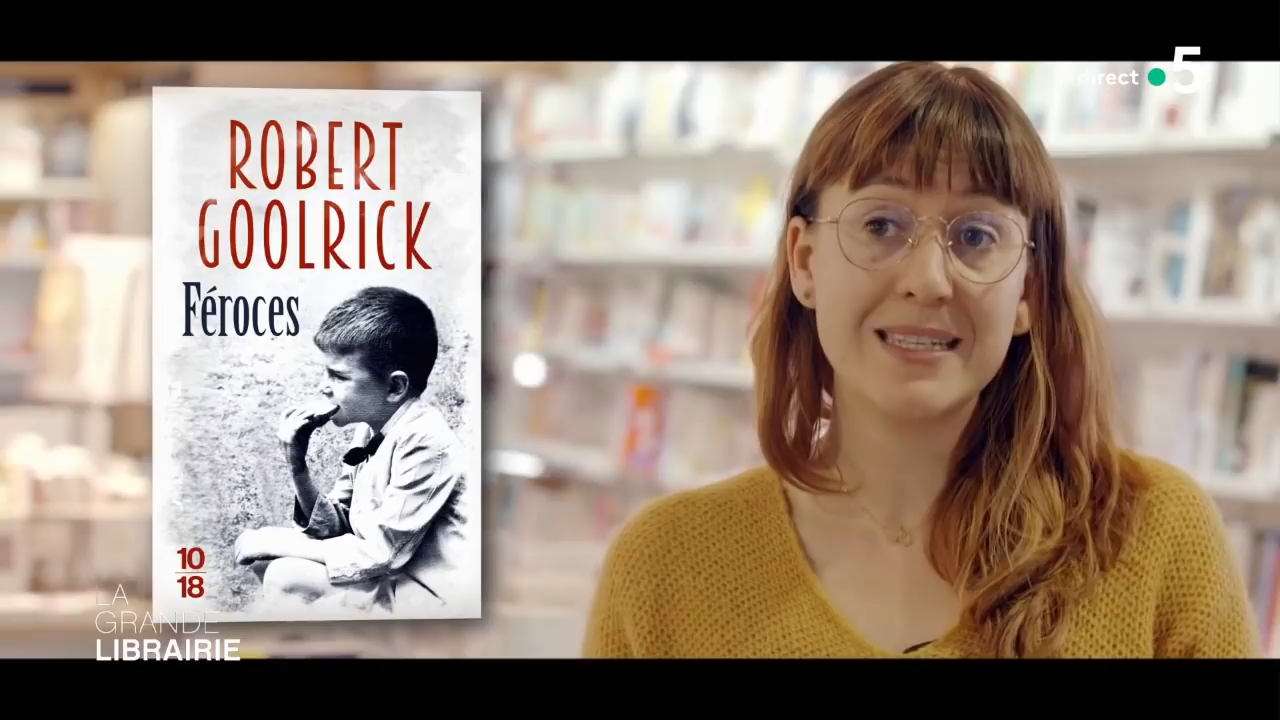 direct 5
ROBERT
GOOLRICK
Féroces
10
18
LA
GRANDE
LIBRAIRIE